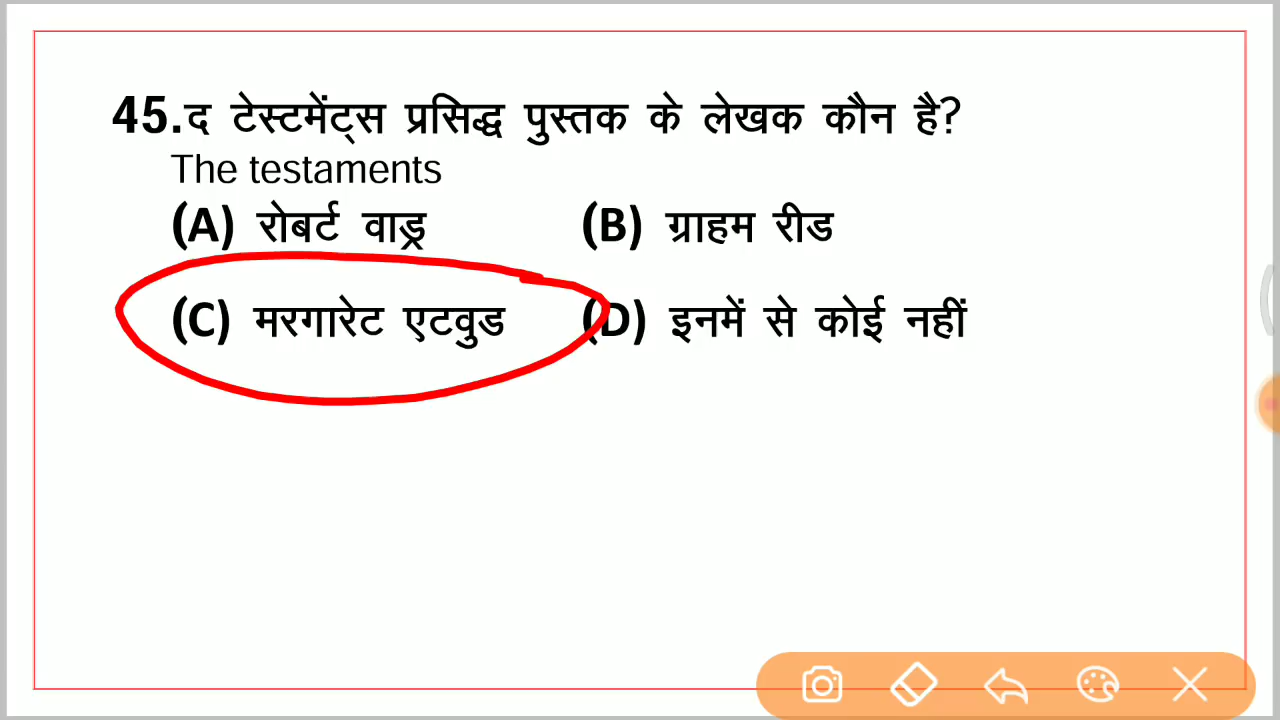 45.द टेस्टमेंट्स प्रसिद्ध पुस्तक के लेखक कौन है?
The testaments
(A) रोबर्ट वाड्र (B) ग्राहम रीड
(C) मरगारेट एटवुड (D) इनमें से कोई नहीं